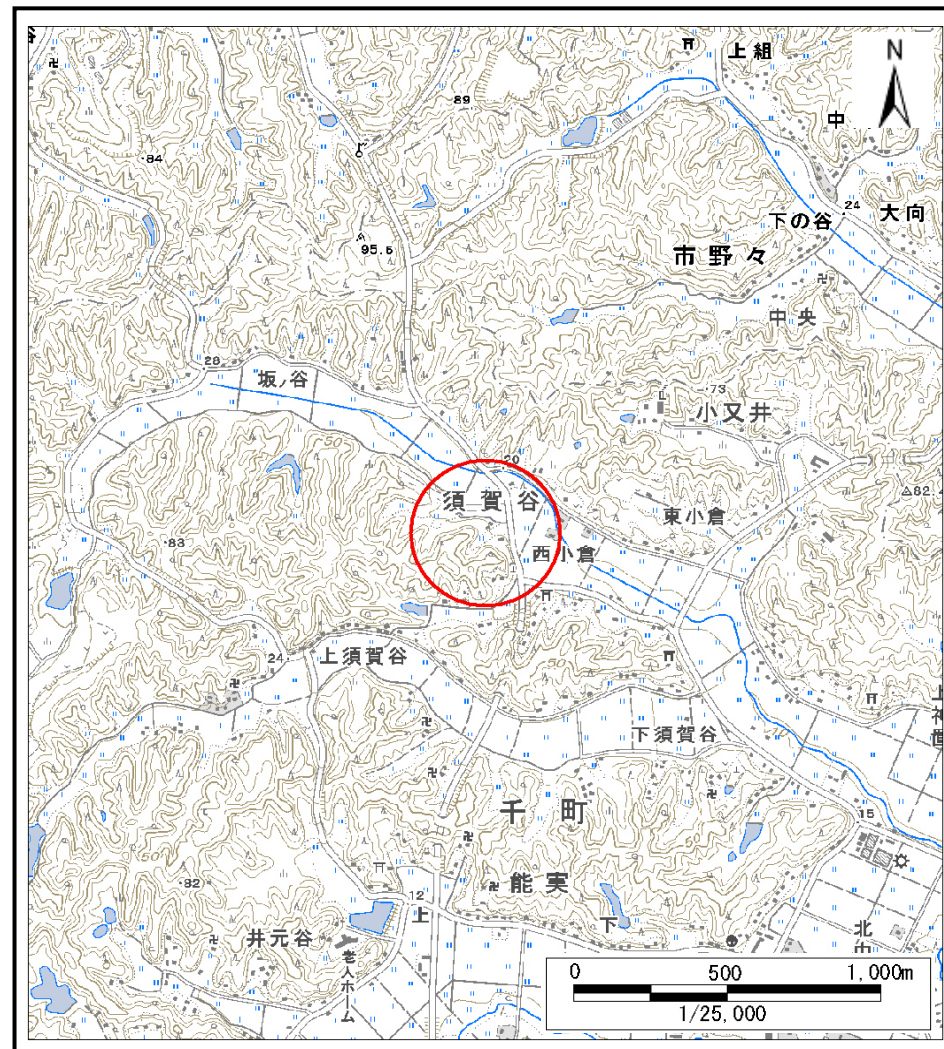 上組
N
89
中
84
24
大向
下の谷
95.5
市野々
中央
28
坂ノ谷
73
小又井
20
須賀谷
82.
東小倉
83
西小倉
50
24
上須賀谷
下須賀谷
千町
15
50
82
能実
12
上
下
井元谷
北中
老人ホーム
0 500 1,000m
1/25,000